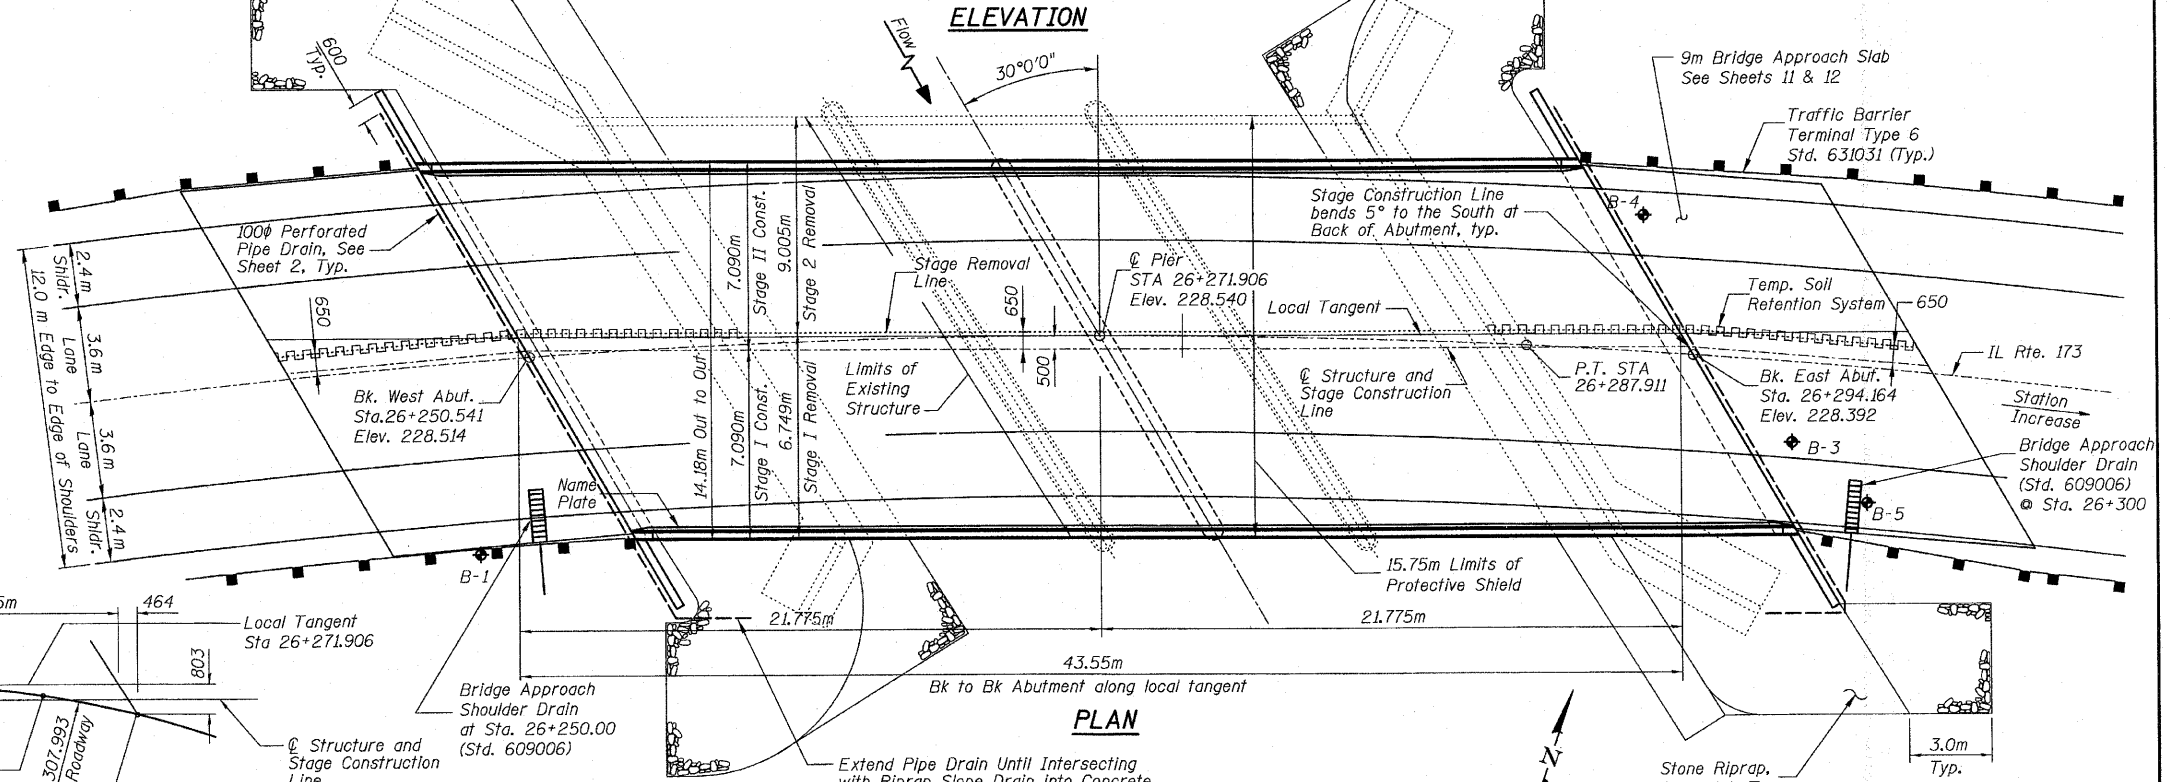 ELEVATION
600
Typ.
Flow
30°0'0"
9m Bridge Approach Slab
See Sheets 11 & 12
Traffic Barrier
Terminal Type 6
Std. 631031 (Typ.)
Stage Construction Line
bends 5° to the South at
Back of Abutment, typ.
B-4
100φ Perforated
Pipe Drain, See
Sheet 2, Typ.
7.090m
Stage II Const.
9.005m
Stage 2 Removal
Stage Removal
Line
℄ Pier
STA 26+271.906
Elev. 228.540
650
500
Local Tangent
Temp. Soil
Retention System
650
IL Rte. 173
2.4 m
Shldr.
3.6 m
Lane
3.6 m
Lane
2.4 m
Shldr.
12.0 m Edge to Edge of Shoulders
650
Bk. West Abut.
Sta.26+250.541
Elev. 228.514
14.18m Out to Out
7.090m
Stage I Const.
6.749m
Stage I Removal
Limits of
Existing
Structure
℄ Structure and
Stage Construction
Line
P.T. STA
26+287.911
Bk. East Abut.
Sta. 26+294.164
Elev. 228.392
Station
Increase
B-3
Bridge Approach
Shoulder Drain
(Std. 609006)
@ Sta. 26+300
B-5
Name
Plate
B-1
15.75m Limits of
Protective Shield
21.775m
21.775m
43.55m
Bk to Bk Abutment along local tangent
5m
464
Local Tangent
Sta 26+271.906
803
307.993
Roadway
℄ Structure and
Stage Construction
Line
Bridge Approach
Shoulder Drain
at Sta. 26+250.00
(Std. 609006)
PLAN
Extend Pipe Drain Until Intersecting
with Riprap Slope Drain into Concrete
N
Stone Riprap,
3.0m
Typ.